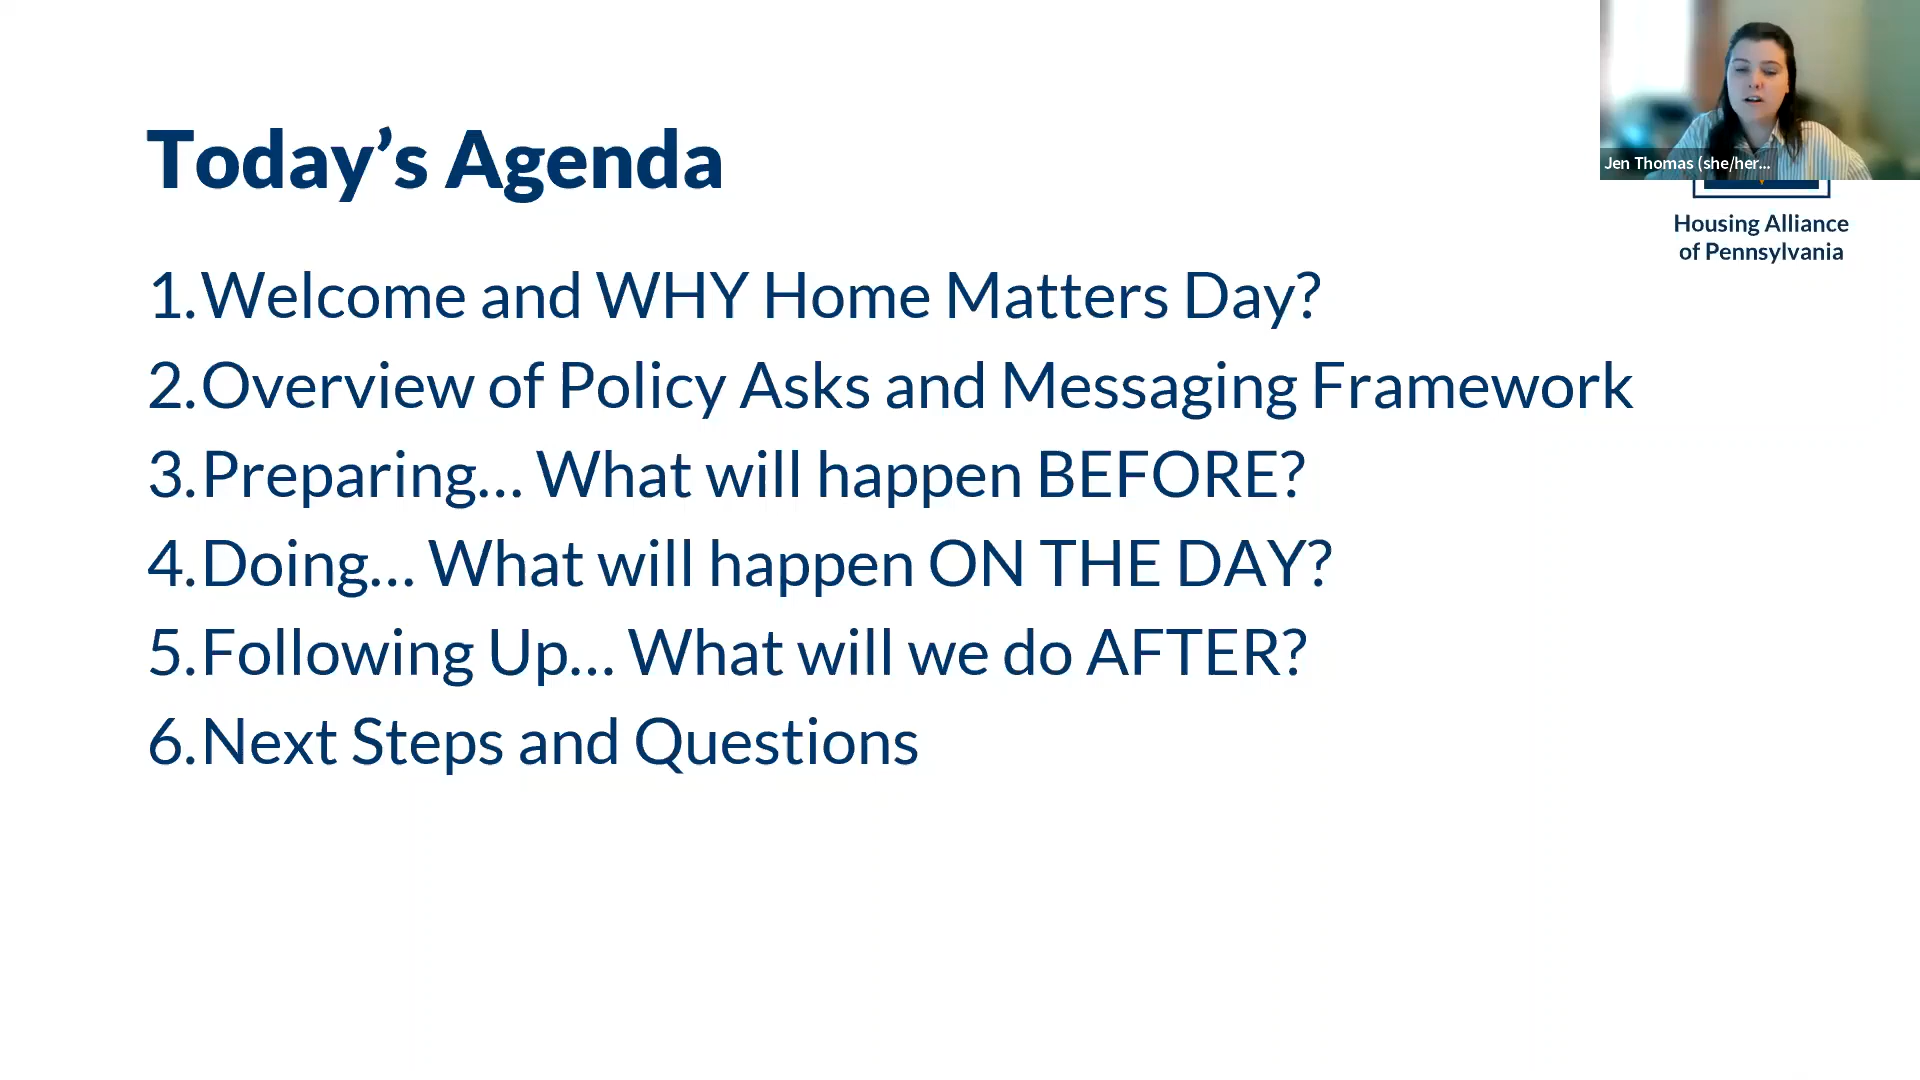 Today’s Agenda
1. Welcome and WHY Home Matters Day?
2. Overview of Policy Asks and Messaging Framework
3. Preparing... What will happen BEFORE?
4. Doing... What will happen ON THE DAY?
5. Following Up... What will we do AFTER?
6. Next Steps and Questions
Jen Thomas (she/her...
Housing Alliance
of Pennsylvania